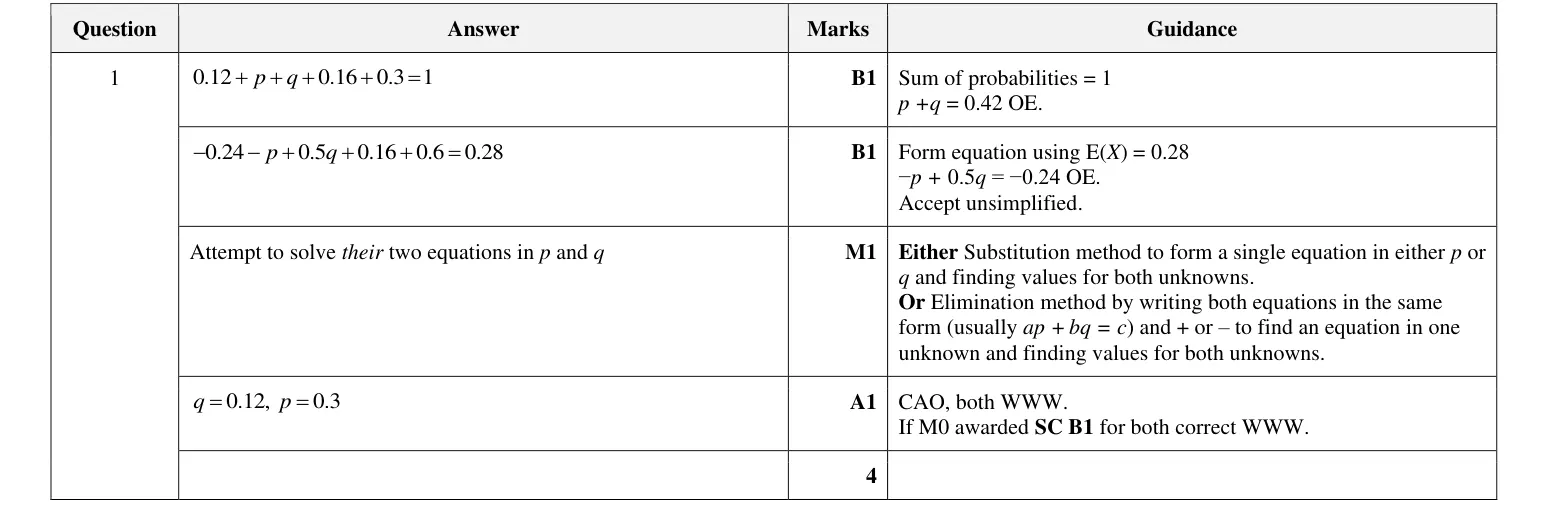 Question Answer Marks Guidance
1 0.12 + p + q + 0.16 + 0.3 = 1 B1 Sum of probabilities = 1
p +q = 0.42 OE.
−0.24 − p + 0.5q + 0.16 + 0.6 = 0.28 B1 Form equation using E(X) = 0.28
−p + 0.5q = −0.24 OE.
Accept unsimplified.
Attempt to solve their two equations in p and q M1 Either Substitution method to form a single equation in either p or
q and finding values for both unknowns.
Or Elimination method by writing both equations in the same
form (usually ap + bq = c) and + or – to find an equation in one
unknown and finding values for both unknowns.
q = 0.12, p = 0.3 A1 CAO, both WWW.
If M0 awarded SC B1 for both correct WWW.
4